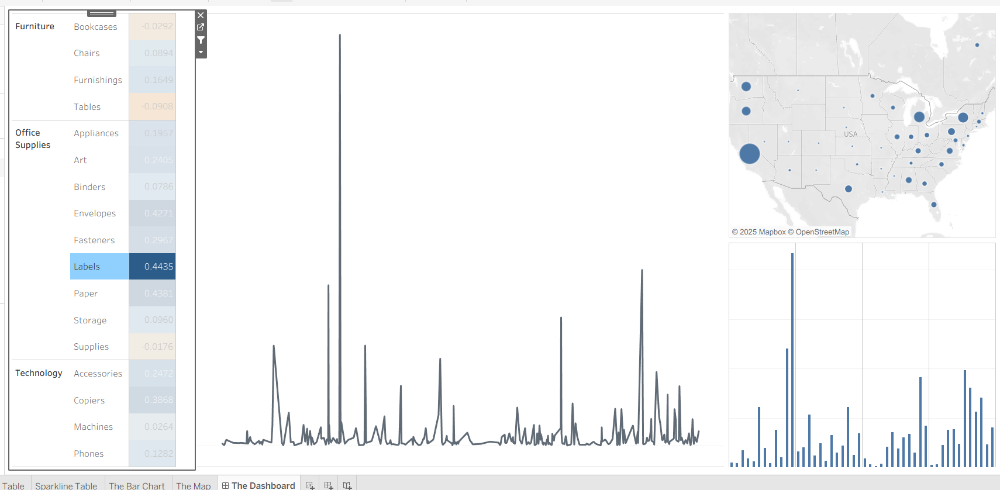 Furniture Bookcases -0.0292
Chairs 0.0894
Furnishings 0.1649
Tables -0.0908
Office Supplies Appliances 0.1957
Art 0.2405
Binders 0.0786
Envelopes 0.4271
Fasteners 0.2967
Labels 0.4435
Paper 0.4381
Storage 0.0960
Supplies -0.0176
Technology Accessories 0.2472
Copiers 0.3868
Machines 0.0264
Phones 0.1282
USA
© 2025 Mapbox © OpenStreetMap
Table Sparkline Table The Bar Chart The Map The Dashboard